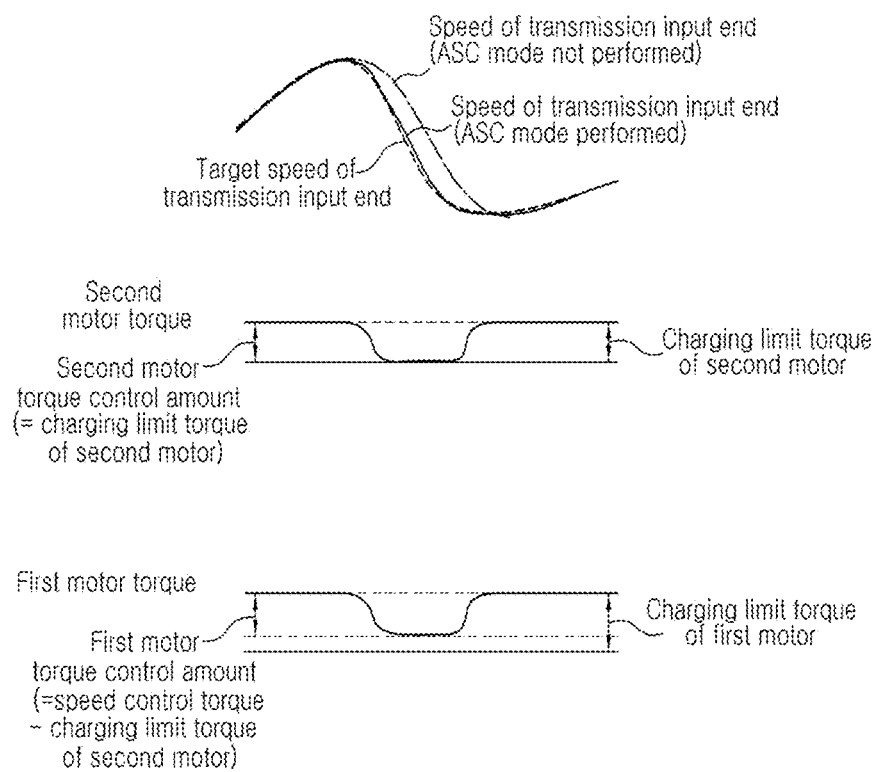 Speed of transmission input end
(ASC mode not performed)
Speed of transmission input end
(ASC mode performed)
Target speed of
transmission input end
Second
motor torque
Charging limit torque
of second motor
Second motor
torque control amount
(= charging limit torque
of second motor)
First motor torque
Charging limit torque
of first motor
First motor
torque control amount
(=speed control torque
- charging limit torque
of second motor)